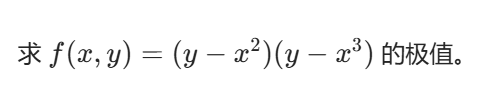 求 f(x, y) = (y − x²)(y − x³) 的极值。